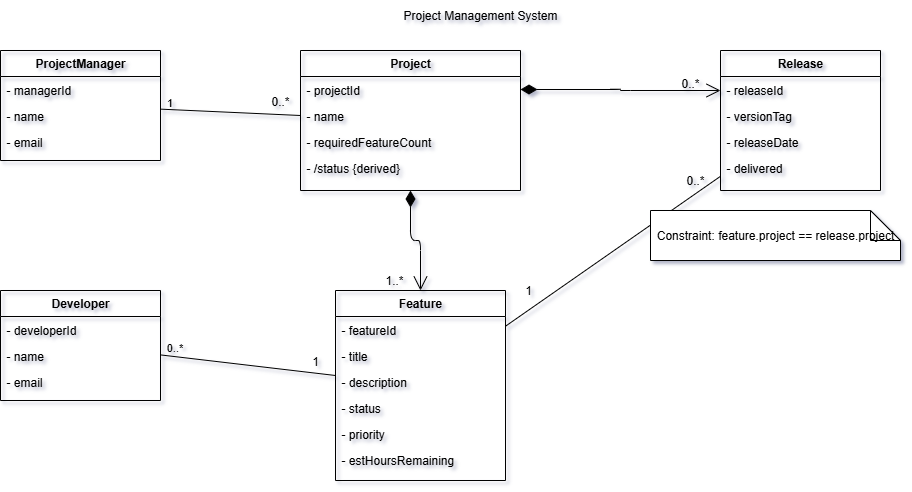 Project Management System
ProjectManager
- managerId
- name
- email
1
0..*
Project
- projectId
- name
- requiredFeatureCount
- /status {derived}
0..*
Release
- releaseId
- versionTag
- releaseDate
- delivered
0..*
Constraint: feature.project == release.project
1..*
1
Developer
- developerId
- name
- email
0..*
1
Feature
- featureId
- title
- description
- status
- priority
- estHoursRemaining